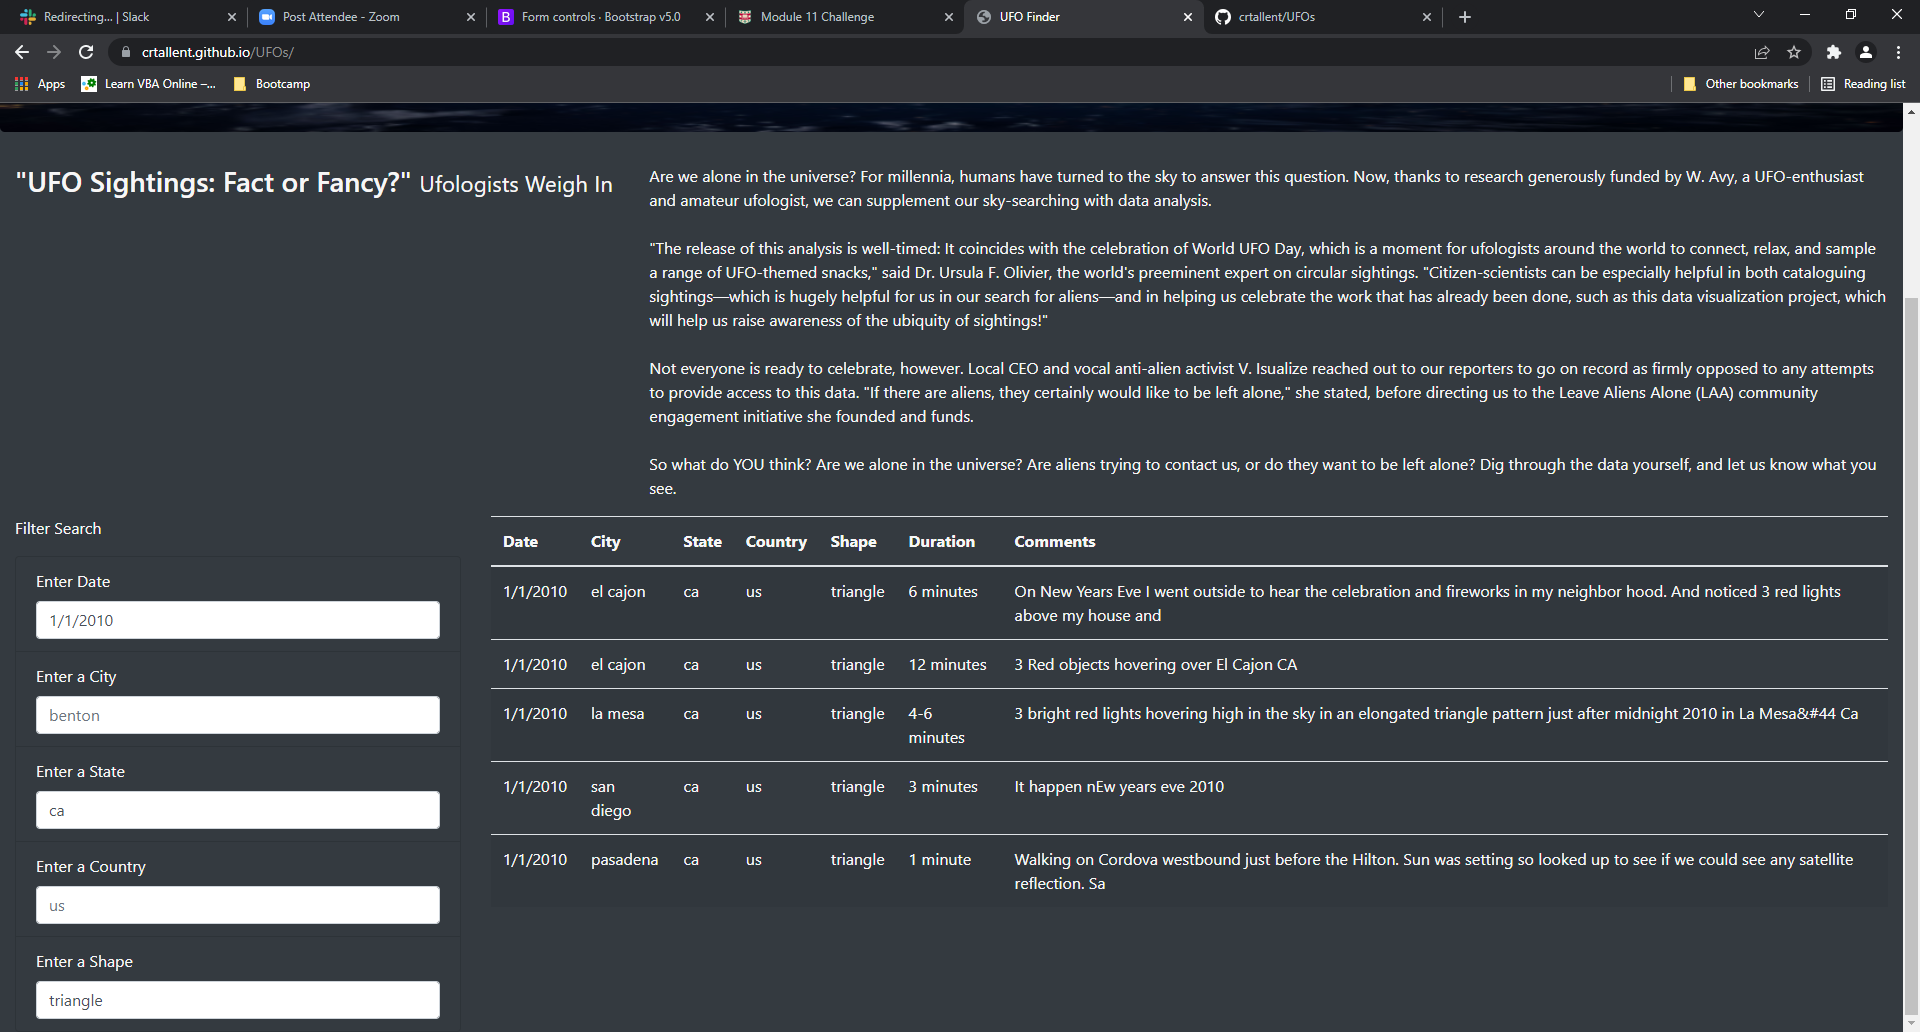 Redirecting... | Slack
Post Attendee - Zoom
Form controls · Bootstrap v5.0
Module 11 Challenge
UFO Finder
crtallent/UFOs
crtallent.github.io/UFOs/
Apps
Learn VBA Online –...
Bootcamp
Other bookmarks
Reading list
"UFO Sightings: Fact or Fancy?" Ufologists Weigh In
Are we alone in the universe? For millennia, humans have turned to the sky to answer this question. Now, thanks to research generously funded by W. Avy, a UFO-enthusiast
and amateur ufologist, we can supplement our sky-searching with data analysis.
"The release of this analysis is well-timed: It coincides with the celebration of World UFO Day, which is a moment for ufologists around the world to connect, relax, and sample
a range of UFO-themed snacks," said Dr. Ursula F. Olivier, the world's preeminent expert on circular sightings. "Citizen-scientists can be especially helpful in both cataloguing
sightings—which is hugely helpful for us in our search for aliens—and in helping us celebrate the work that has already been done, such as this data visualization project, which
will help us raise awareness of the ubiquity of sightings!"
Not everyone is ready to celebrate, however. Local CEO and vocal anti-alien activist V. Isualize reached out to our reporters to go on record as firmly opposed to any attempts
to provide access to this data. "If there are aliens, they certainly would like to be left alone," she stated, before directing us to the Leave Aliens Alone (LAA) community
engagement initiative she founded and funds.
So what do YOU think? Are we alone in the universe? Are aliens trying to contact us, or do they want to be left alone? Dig through the data yourself, and let us know what you
see.
Filter Search
Enter Date
1/1/2010
Enter a City
benton
Enter a State
ca
Enter a Country
us
Enter a Shape
triangle
Date City State Country Shape Duration Comments
1/1/2010 el cajon ca us triangle 6 minutes On New Years Eve I went outside to hear the celebration and fireworks in my neighbor hood. And noticed 3 red lights
above my house and
1/1/2010 el cajon ca us triangle 12 minutes 3 Red objects hovering over El Cajon CA
1/1/2010 la mesa ca us triangle 4-6 3 bright red lights hovering high in the sky in an elongated triangle pattern just after midnight 2010 in La Mesa&#44 Ca
minutes
1/1/2010 san ca us triangle 3 minutes It happen nEw years eve 2010
diego
1/1/2010 pasadena ca us triangle 1 minute Walking on Cordova westbound just before the Hilton. Sun was setting so looked up to see if we could see any satellite
reflection. Sa